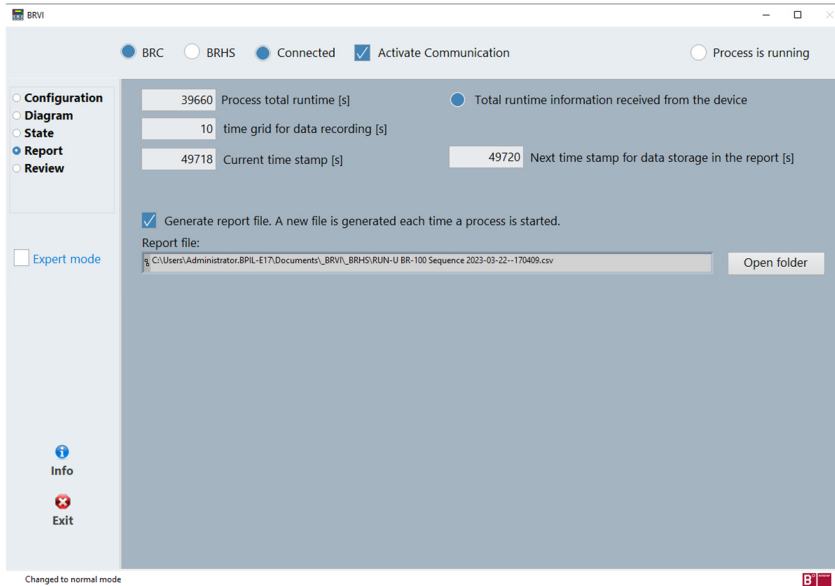 BRVI
BRC BRHS Connected Activate Communication Process is running
Configuration
Diagram
State
Report
Review
39660 Process total runtime [s] Total runtime information received from the device
10 time grid for data recording [s]
49718 Current time stamp [s] 49720 Next time stamp for data storage in the report [s]
Generate report file. A new file is generated each time a process is started.
Report file:
C:\Users\Administrator.BPIL-E17\Documents\_BRVI\_BRHS\RUN-U BR-100 Sequence 2023-03-22--170409.csv
Open folder
Expert mode
Info
Exit
Changed to normal mode